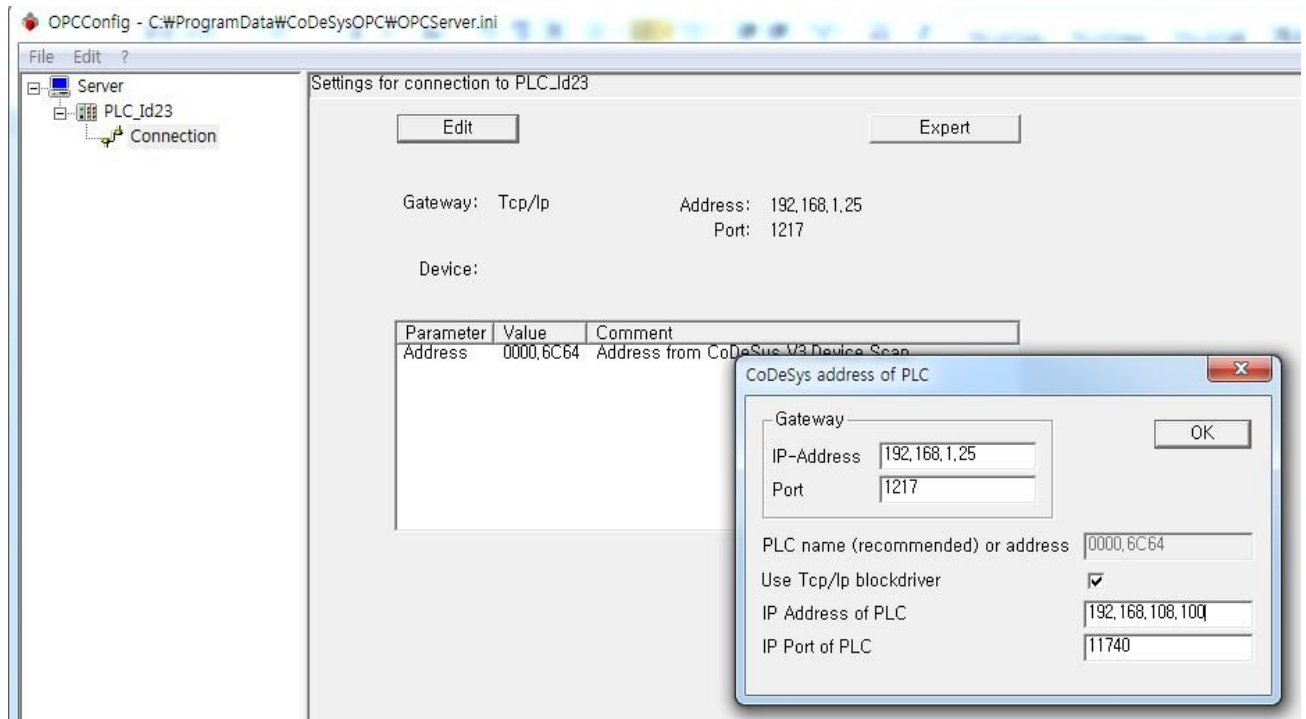 OPCConfig - C:₩ProgramData₩CoDeSysOPC₩OPCServer.ini
File Edit ?
Server
PLC_Id23
Connection
Settings for connection to PLC_Id23
Edit
Expert
Gateway: Tcp/Ip
Address: 192,168,1,25
Port: 1217
Device:
Parameter Value Comment
Address 0000,6C64 Address from CoDeSys V3 Device Scan
CoDeSys address of PLC
Gateway
OK
IP-Address 192,168,1,25
Port 1217
PLC name (recommended) or address 0000,6C64
Use Tcp/Ip blockdriver
IP Address of PLC 192,168,108,100
IP Port of PLC 11740